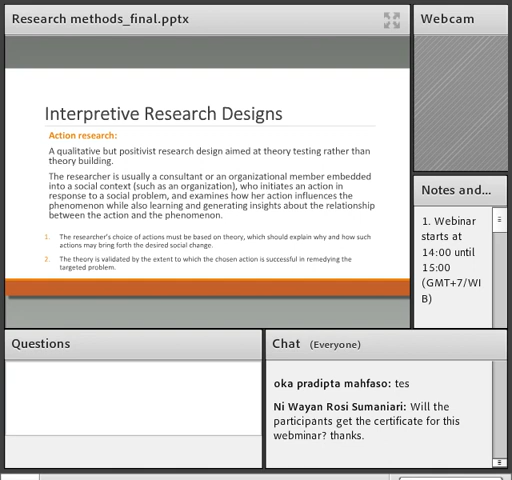 Research methods_final.pptx
Webcam
Interpretive Research Designs
Action research:
A qualitative but positivist research design aimed at theory testing rather than
theory building.
The researcher is usually a consultant or an organizational member embedded
into a social context (such as an organization), who initiates an action in
response to a social problem, and examines how her action influences the
phenomenon while also learning and generating insights about the relationship
between the action and the phenomenon.
1. The researcher's choice of actions must be based on theory, which should explain why and how such
actions may bring forth the desired social change.
2. The theory is validated by the extent to which the chosen action is successful in remedying the
targeted problem.
Notes and...
1. Webinar
starts at
14:00 until
15:00
(GMT+7/WI
B)
Questions
Chat (Everyone)
oka pradipta mahfaso: tes
Ni Wayan Rosi Sumaniari: Will the
participants get the certificate for this
webminar? thanks.